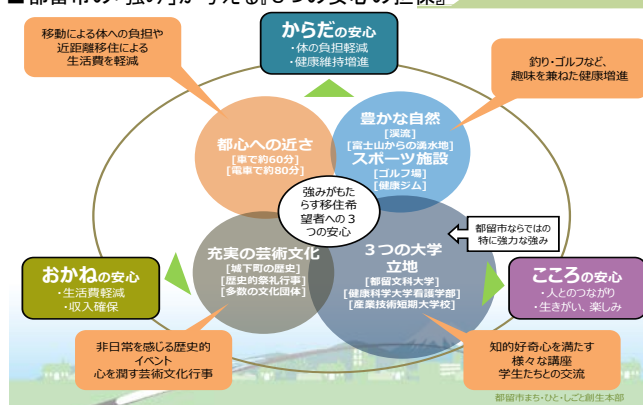 ■都留市の「強み」が与える『3つの安心の担保』
移動による体への負担や
近距離移住による
生活費を軽減
からだの安心
・体の負担軽減
・健康維持増進
釣り・ゴルフなど、
趣味を兼ねた健康増進
都心への近さ
[車で約60分]
[電車で約80分]
豊かな自然
[渓流]
[富士山からの湧水地]
スポーツ施設
[ゴルフ場]
[健康ジム]
強みがもた
らす移住希
望者への3
つの安心
都留市ならではの
特に強力な強み
充実の芸術文化
[城下町の歴史]
[歴史的祭礼行事]
[多数の文化団体]
3つの大学
立地
[都留文科大学]
[健康科学大学看護学部]
[産業技術短期大学校]
おかねの安心
・生活費軽減
・収入確保
こころの安心
・人とのつながり
・生きがい、楽しみ
非日常を感じる歴史的
イベント
心を潤す芸術文化行事
知的好奇心を満たす
様々な講座
学生たちとの交流
都留市まち・ひと・しごと創生本部